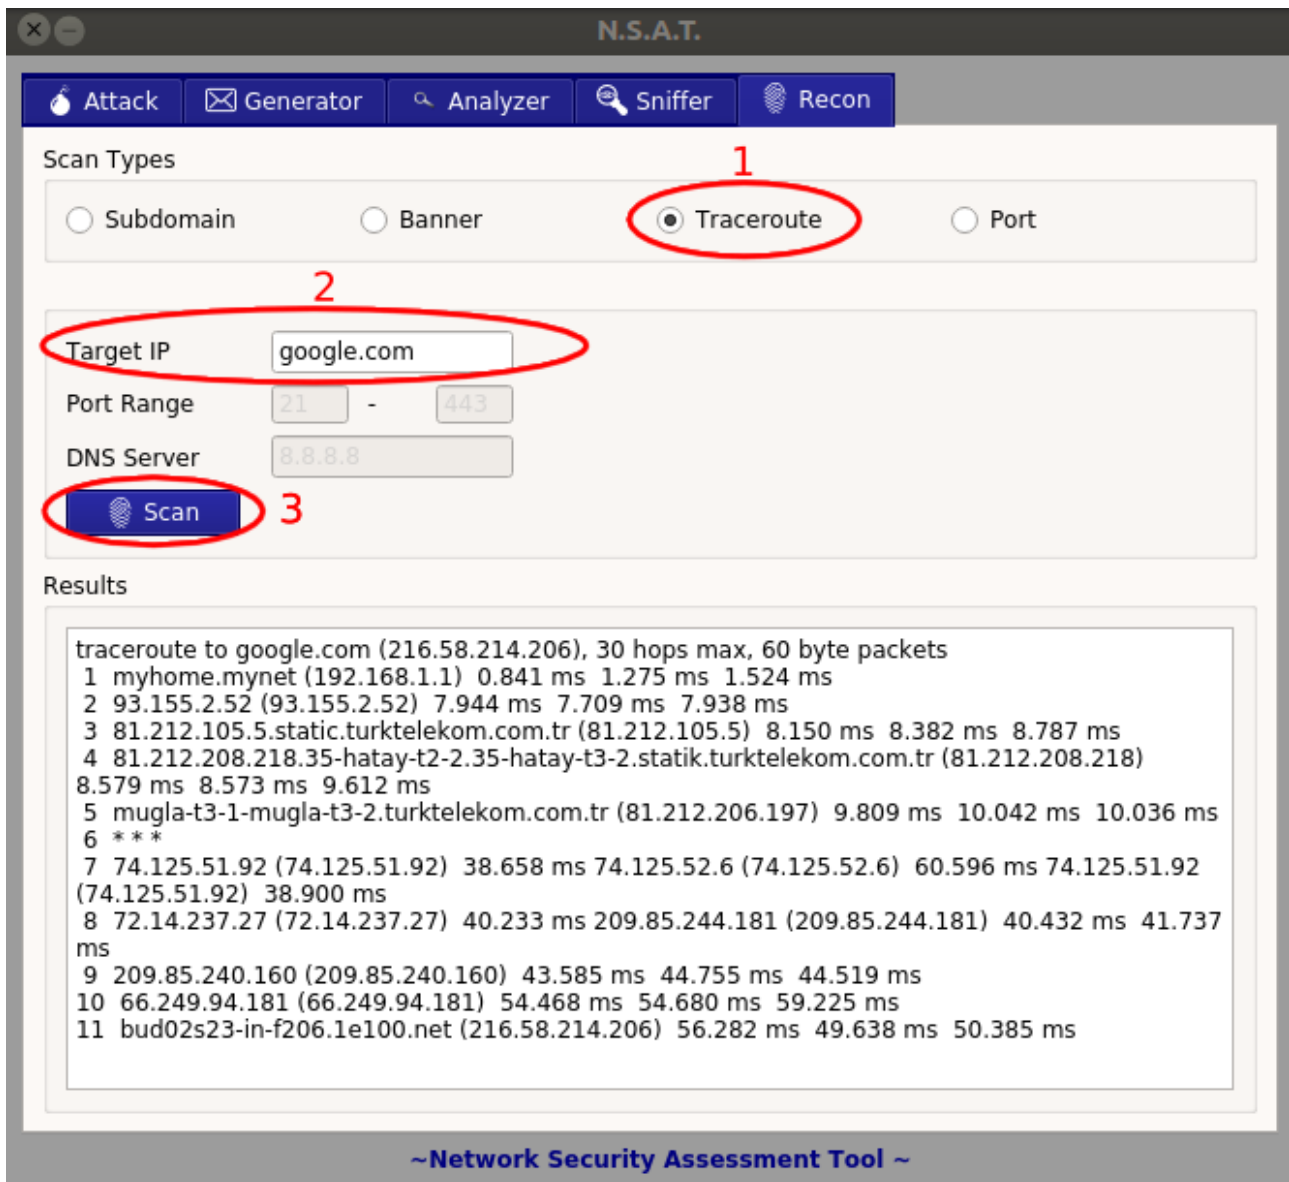 N.S.A.T.
Attack Generator Analyzer Sniffer Recon
Scan Types
1
Subdomain Banner Traceroute Port
2
Target IP google.com
Port Range 21 - 443
DNS Server 8.8.8.8
Scan 3
Results
traceroute to google.com (216.58.214.206), 30 hops max, 60 byte packets
1 myhome.mynet (192.168.1.1) 0.841 ms 1.275 ms 1.524 ms
2 93.155.2.52 (93.155.2.52) 7.944 ms 7.709 ms 7.938 ms
3 81.212.105.5.static.turktelekom.com.tr (81.212.105.5) 8.150 ms 8.382 ms 8.787 ms
4 81.212.208.218.35-hatay-t2-2.35-hatay-t3-2.statik.turktelekom.com.tr (81.212.208.218)
8.579 ms 8.573 ms 9.612 ms
5 mugla-t3-1-mugla-t3-2.turktelekom.com.tr (81.212.206.197) 9.809 ms 10.042 ms 10.036 ms
6 * * *
7 74.125.51.92 (74.125.51.92) 38.658 ms 74.125.52.6 (74.125.52.6) 60.596 ms 74.125.51.92
(74.125.51.92) 38.900 ms
8 72.14.237.27 (72.14.237.27) 40.233 ms 209.85.244.181 (209.85.244.181) 40.432 ms 41.737
ms
9 209.85.240.160 (209.85.240.160) 43.585 ms 44.755 ms 44.519 ms
10 66.249.94.181 (66.249.94.181) 54.468 ms 54.680 ms 59.225 ms
11 bud02s23-in-f206.1e100.net (216.58.214.206) 56.282 ms 49.638 ms 50.385 ms
~Network Security Assessment Tool ~